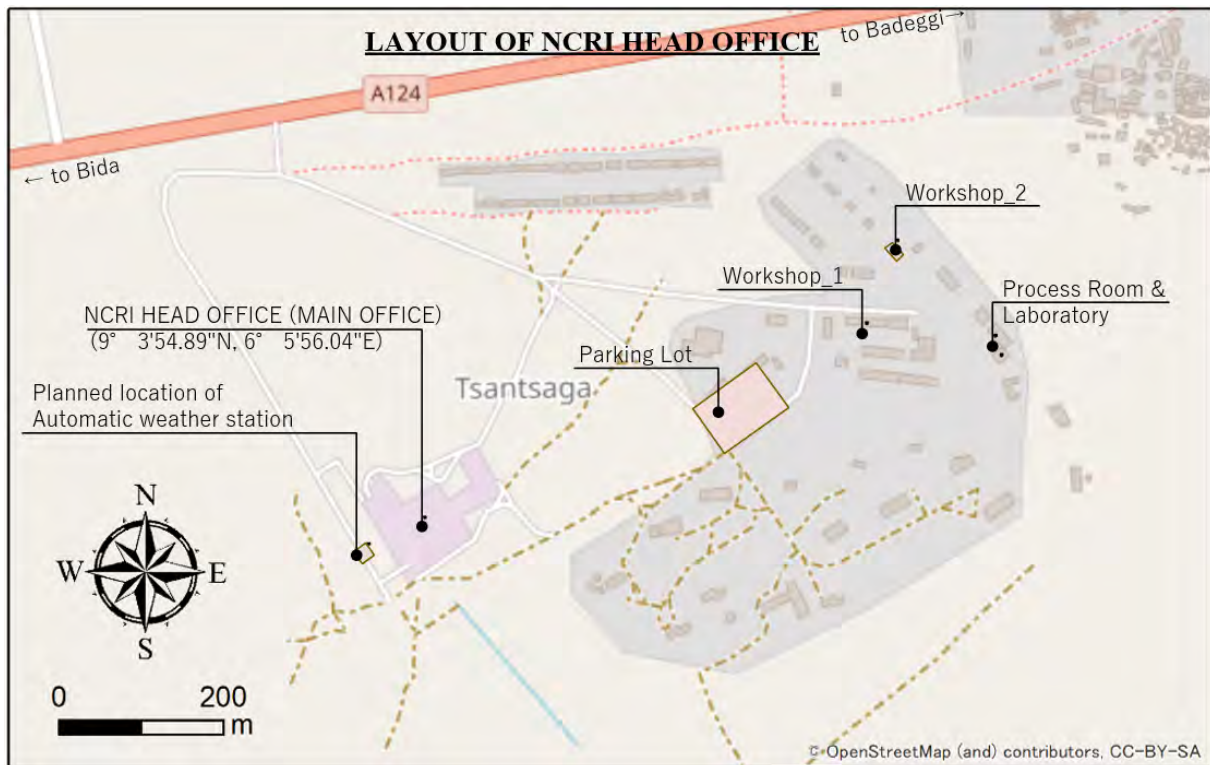 LAYOUT OF NCRI HEAD OFFICE
to Badeggi→
A124
← to Bida
Workshop_2
Workshop_1
Process Room &
Laboratory
NCRI HEAD OFFICE (MAIN OFFICE)
(9° 3'54.89"N, 6° 5'56.04"E)
Parking Lot
Planned location of
Automatic weather station
Tsantsaga
N
W
E
S
0 200
m
© OpenStreetMap (and) contributors, CC-BY-SA